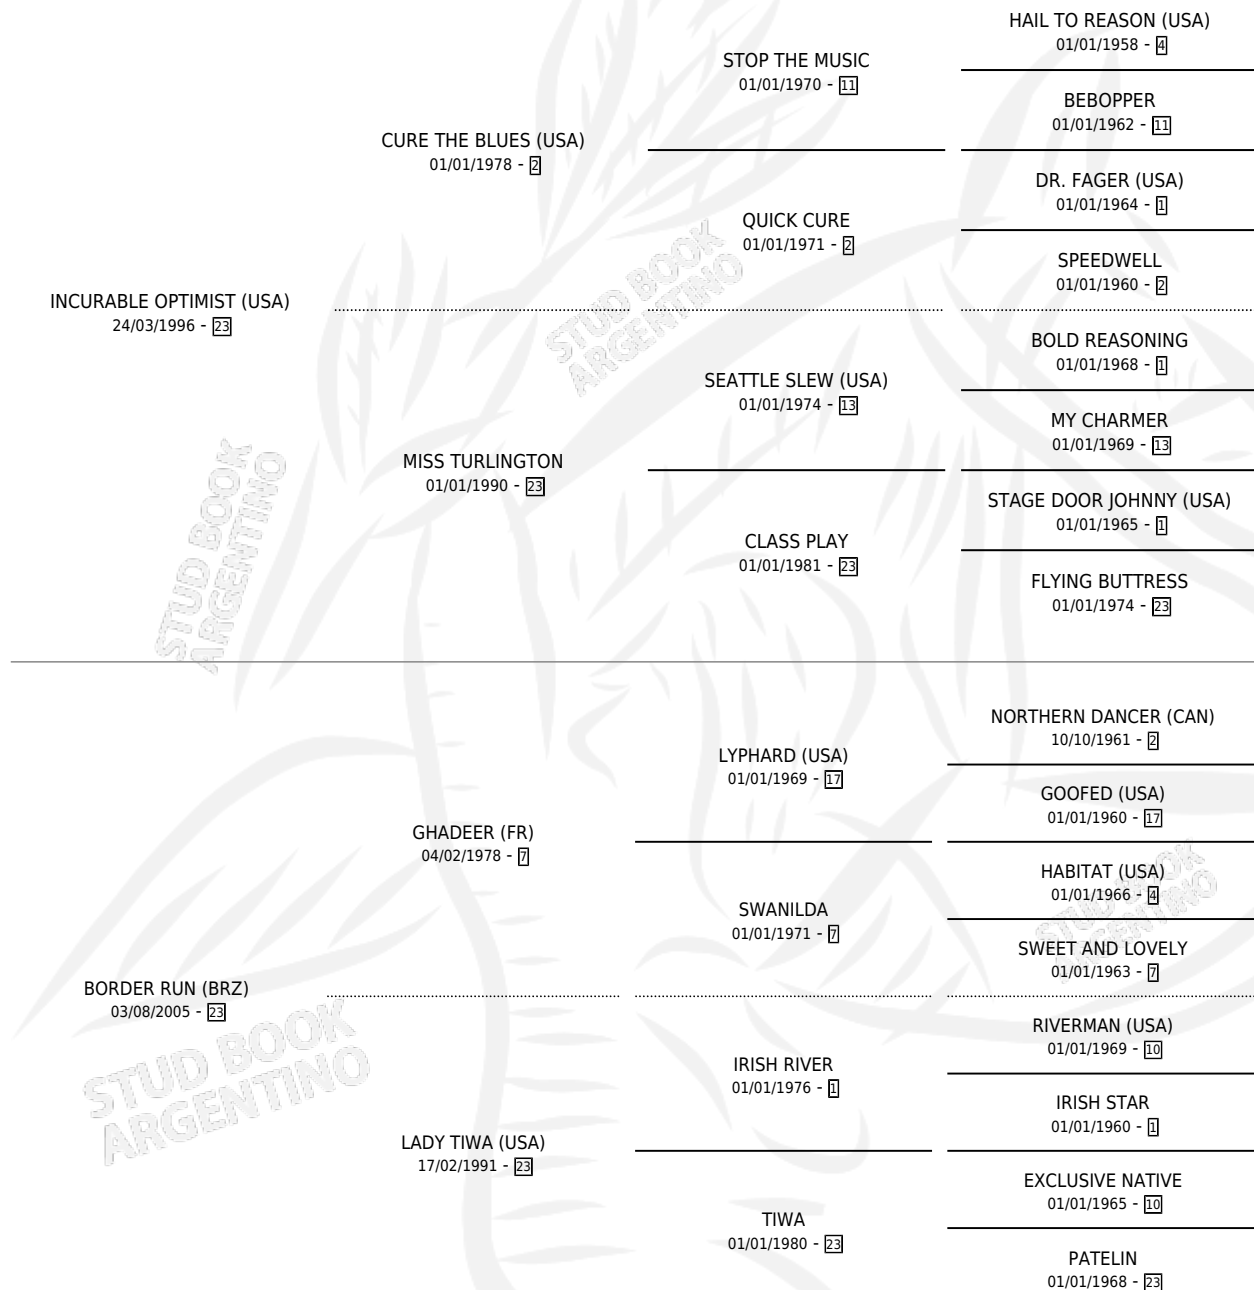 HAIL TO REASON (USA)
01/01/1958 - 4
STOP THE MUSIC
01/01/1970 - 11
BEBOPPER
01/01/1962 - 11
CURE THE BLUES (USA)
01/01/1978 - 2
DR. FAGER (USA)
01/01/1964 - 1
QUICK CURE
01/01/1971 - 2
SPEEDWELL
01/01/1960 - 2
INCURABLE OPTIMIST (USA)
24/03/1996 - 23
STUD BOOK
ARGENTINO
BOLD REASONING
01/01/1968 - 1
SEATTLE SLEW (USA)
01/01/1974 - 13
MY CHARMER
01/01/1969 - 13
MISS TURLINGTON
01/01/1990 - 23
STAGE DOOR JOHNNY (USA)
01/01/1965 - 1
CLASS PLAY
01/01/1981 - 23
FLYING BUTTRESS
01/01/1974 - 23
STUD BOOK
ARGENTINO
NORTHERN DANCER (CAN)
10/10/1961 - 2
LYPHARD (USA)
01/01/1969 - 17
GOOFED (USA)
01/01/1960 - 17
GHADEER (FR)
04/02/1978 - 7
HABITAT (USA)
01/01/1966 - 4
SWANILDA
01/01/1971 - 7
SWEET AND LOVELY
01/01/1963 - 7
STUD BOOK
ARGENTINO
BORDER RUN (BRZ)
03/08/2005 - 23
RIVERMAN (USA)
01/01/1969 - 10
IRISH RIVER
01/01/1976 - 1
IRISH STAR
01/01/1960 - 1
STUD BOOK
ARGENTINO
LADY TIWA (USA)
17/02/1991 - 23
EXCLUSIVE NATIVE
01/01/1965 - 10
TIWA
01/01/1980 - 23
PATELIN
01/01/1968 - 23